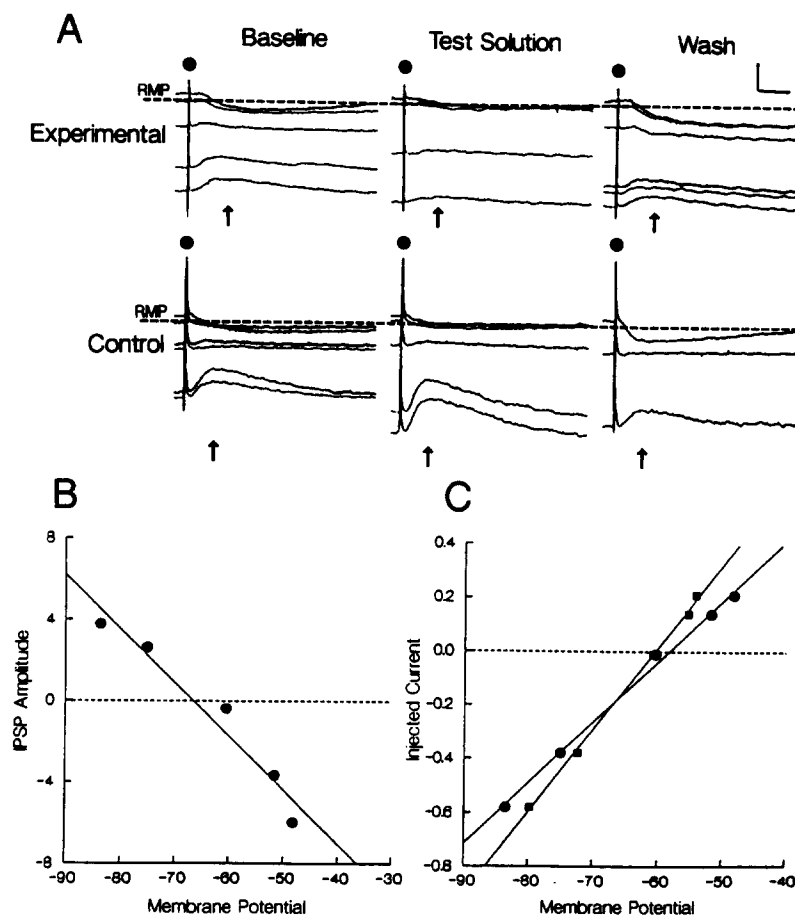 A
Baseline
Test Solution
Wash
RMP
Experimental
RMP
Control
B
8
4
0
-4
-8
IPSP Amplitude
-90 -80 -70 -60 -50 -40 -30
Membrane Potential
C
0.4
0.2
0.0
-0.2
-0.4
-0.6
-0.8
Injected Current
-90 -80 -70 -60 -50 -40
Membrane Potential